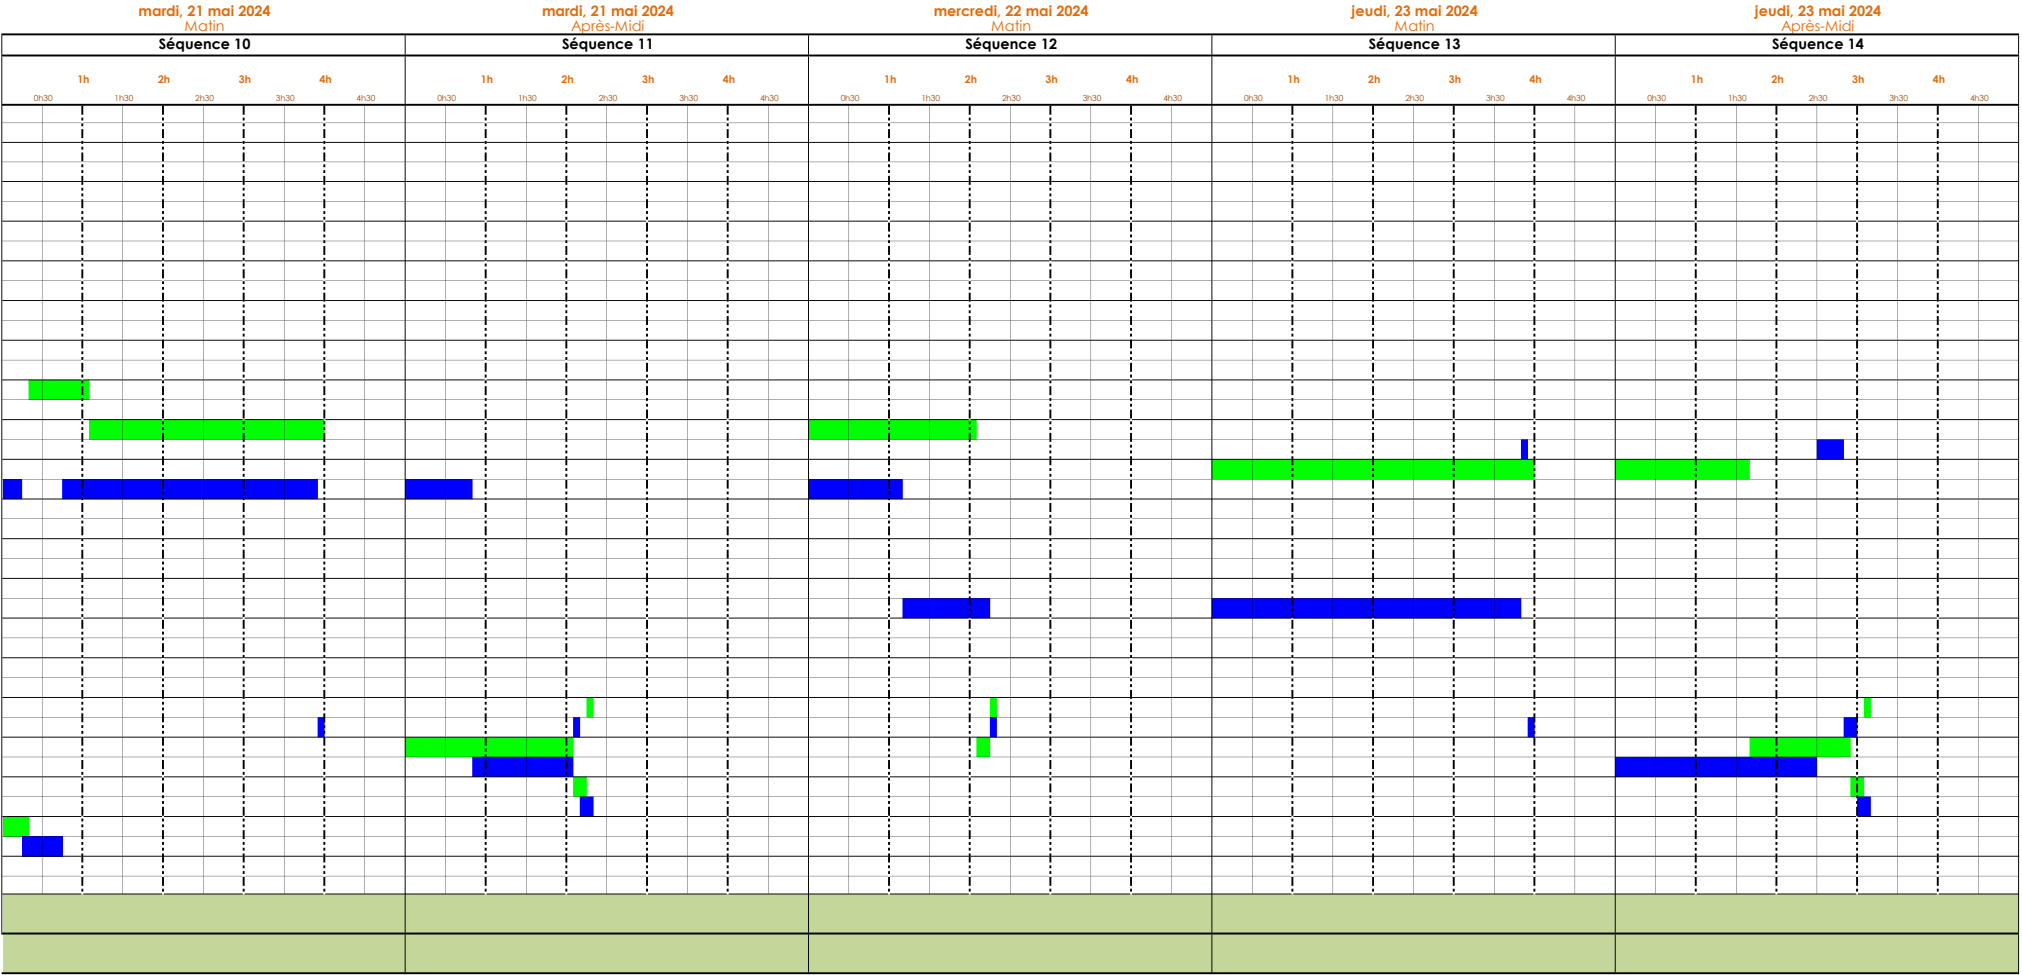 mardi, 21 mai 2024 mardi, 21 mai 2024 mercredi, 22 mai 2024 jeudi, 23 mai 2024 jeudi, 23 mai 2024
Matin Après-Midi Matin Matin Après-Midi
Séquence 10 Séquence 11 Séquence 12 Séquence 13 Séquence 14
1h 2h 3h 4h 1h 2h 3h 4h 1h 2h 3h 4h 1h 2h 3h 4h 1h 2h 3h 4h
0h30 1h30 2h30 3h30 4h30 0h30 1h30 2h30 3h30 4h30 0h30 1h30 2h30 3h30 4h30 0h30 1h30 2h30 3h30 4h30 0h30 1h30 2h30 3h30 4h30